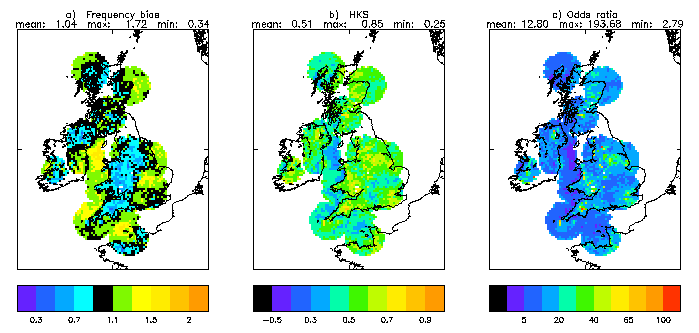 a) Frequency bias
mean: 1.04 max: 1.72 min: 0.34
b) HKS
mean: 0.51 max: 0.85 min: 0.25
c) Odds ratio
mean: 12.80 max: 193.68 min: 2.79
0.3 0.7 1.1 1.5 2
-0.5 0.3 0.5 0.7 0.9
5 20 40 65 100